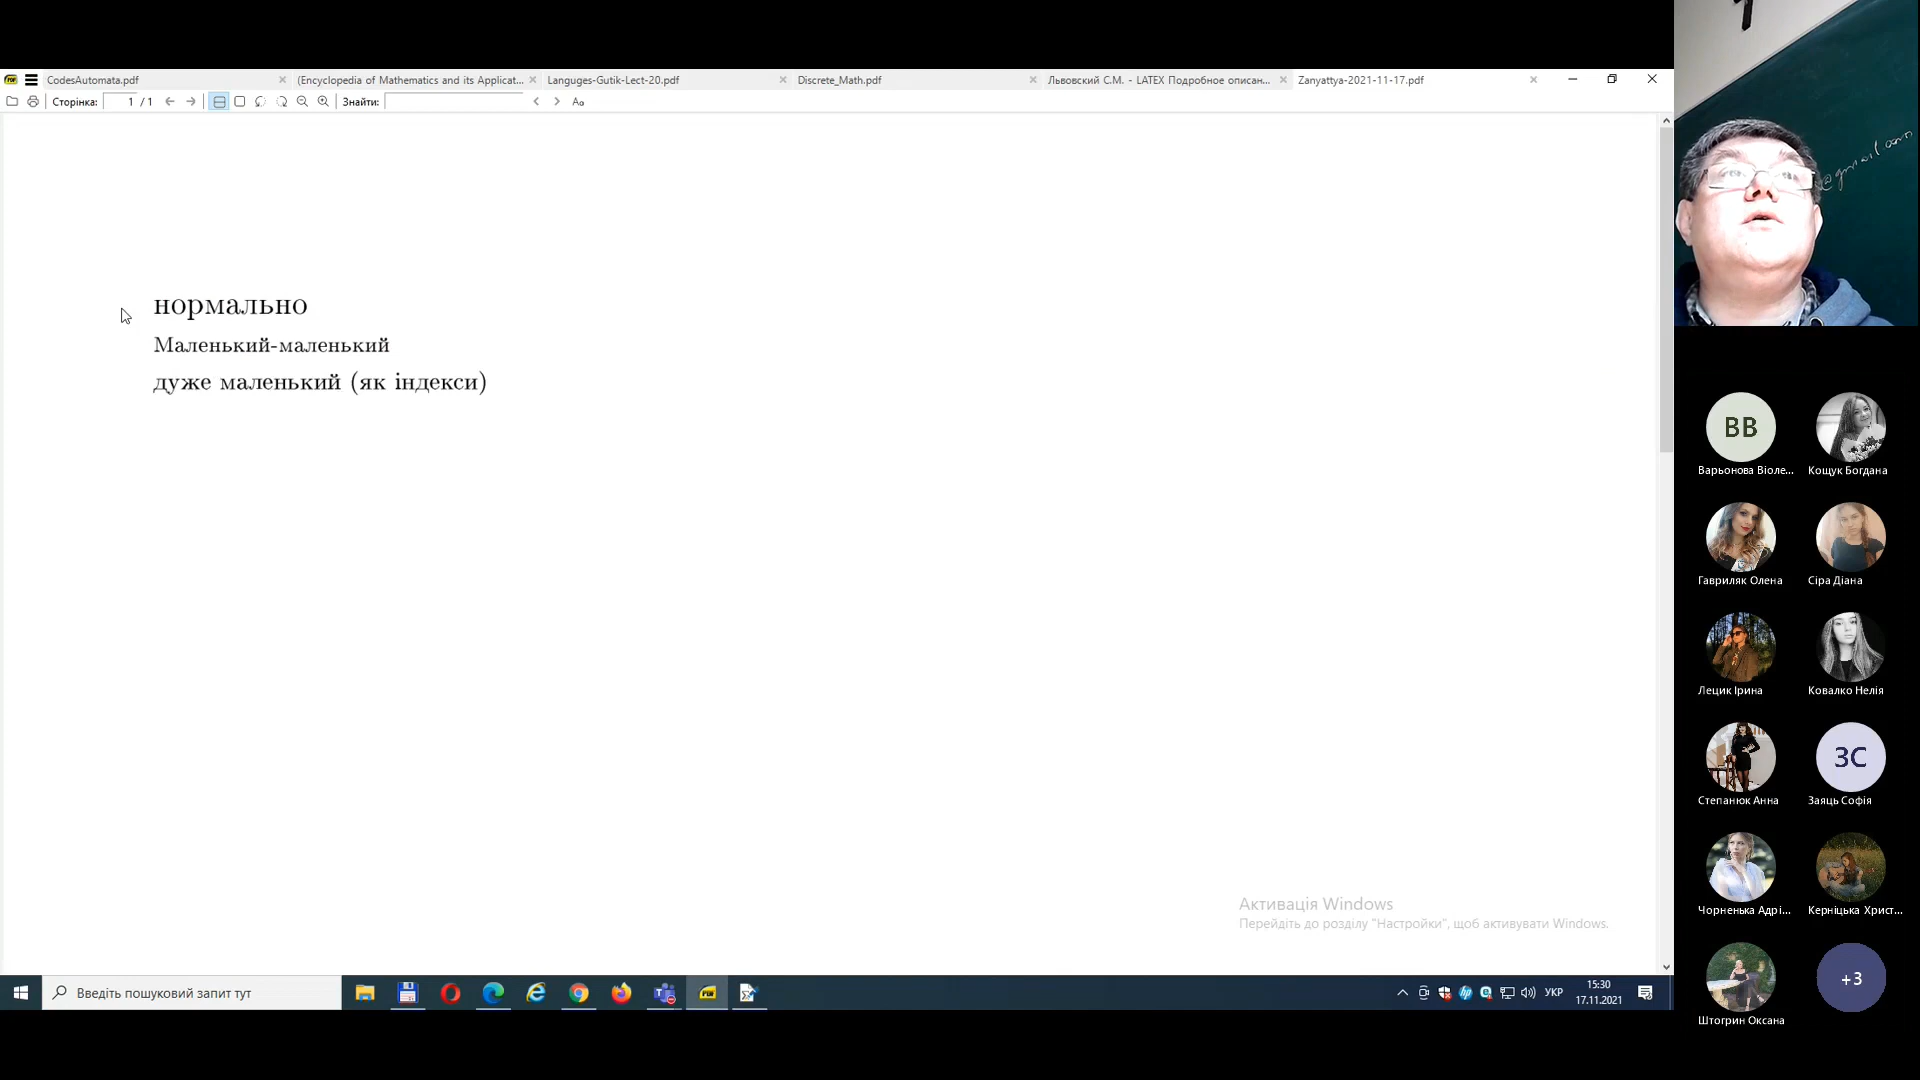 CodesAutomata.pdf
(Encyclopedia of Mathematics and its Applicat...
Languges-Gutik-Lect-20.pdf
Discrete_Math.pdf
Львовский С.М. - LATEX Подробное описан...
Zanyattya-2021-11-17.pdf
Сторінка: 1 / 1
Знайти:
нормально
Маленький-маленький
дуже маленький (як індекси)
Активація Windows
Перейдіть до розділу "Настройки", щоб активувати Windows.
Введіть пошуковий запит тут
УКР
15:30
17.11.2021
@gmail.com
ВВ
Варьонова Віоле...
Кощук Богдана
Гавриляк Олена
Сіра Діана
Лецик Ірина
Ковалко Нелія
Степанюк Анна
ЗС
Заяць Софія
Чорненька Адрі...
Керніцька Христ...
Штогрин Оксана
+3